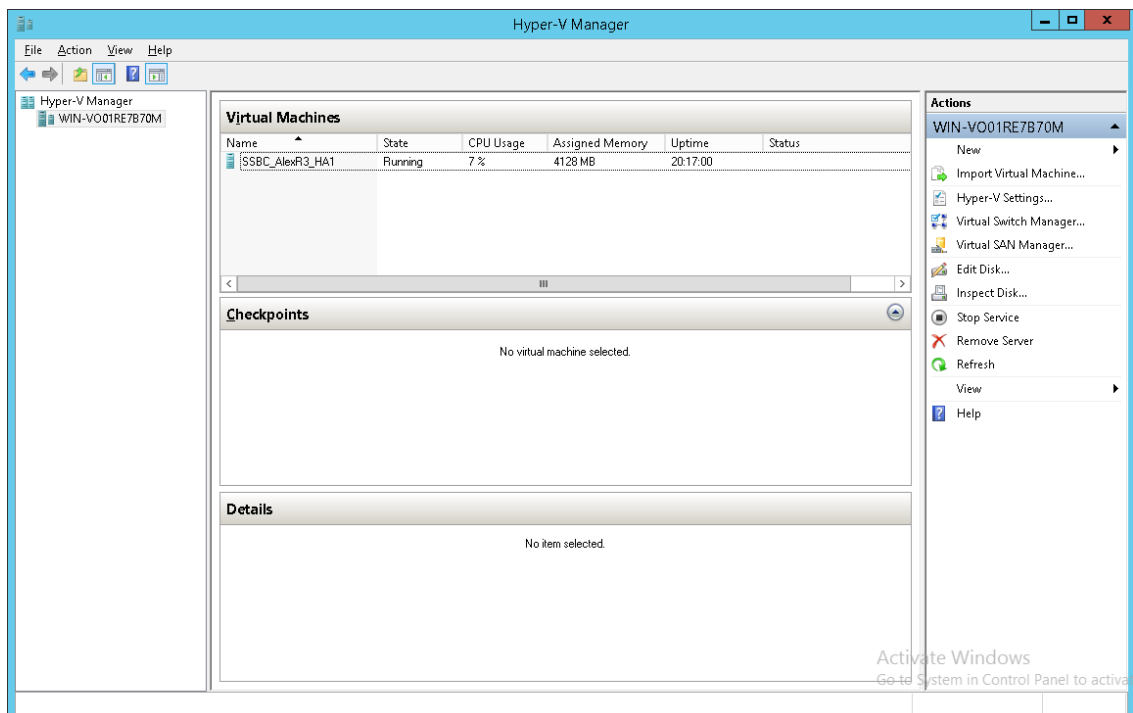 Hyper-V Manager
File Action View Help
Hyper-V Manager
WIN-VO01RE7B70M
Virtual Machines
Name State CPU Usage Assigned Memory Uptime Status
SSBC_AlexR3_HA1 Running 7 % 4128 MB 20:17:00
Checkpoints
No virtual machine selected.
Details
No item selected.
Actions
WIN-VO01RE7B70M
New
Import Virtual Machine...
Hyper-V Settings...
Virtual Switch Manager...
Virtual SAN Manager...
Edit Disk...
Inspect Disk...
Stop Service
Remove Server
Refresh
View
Help
Activate Windows
Go to System in Control Panel to activa